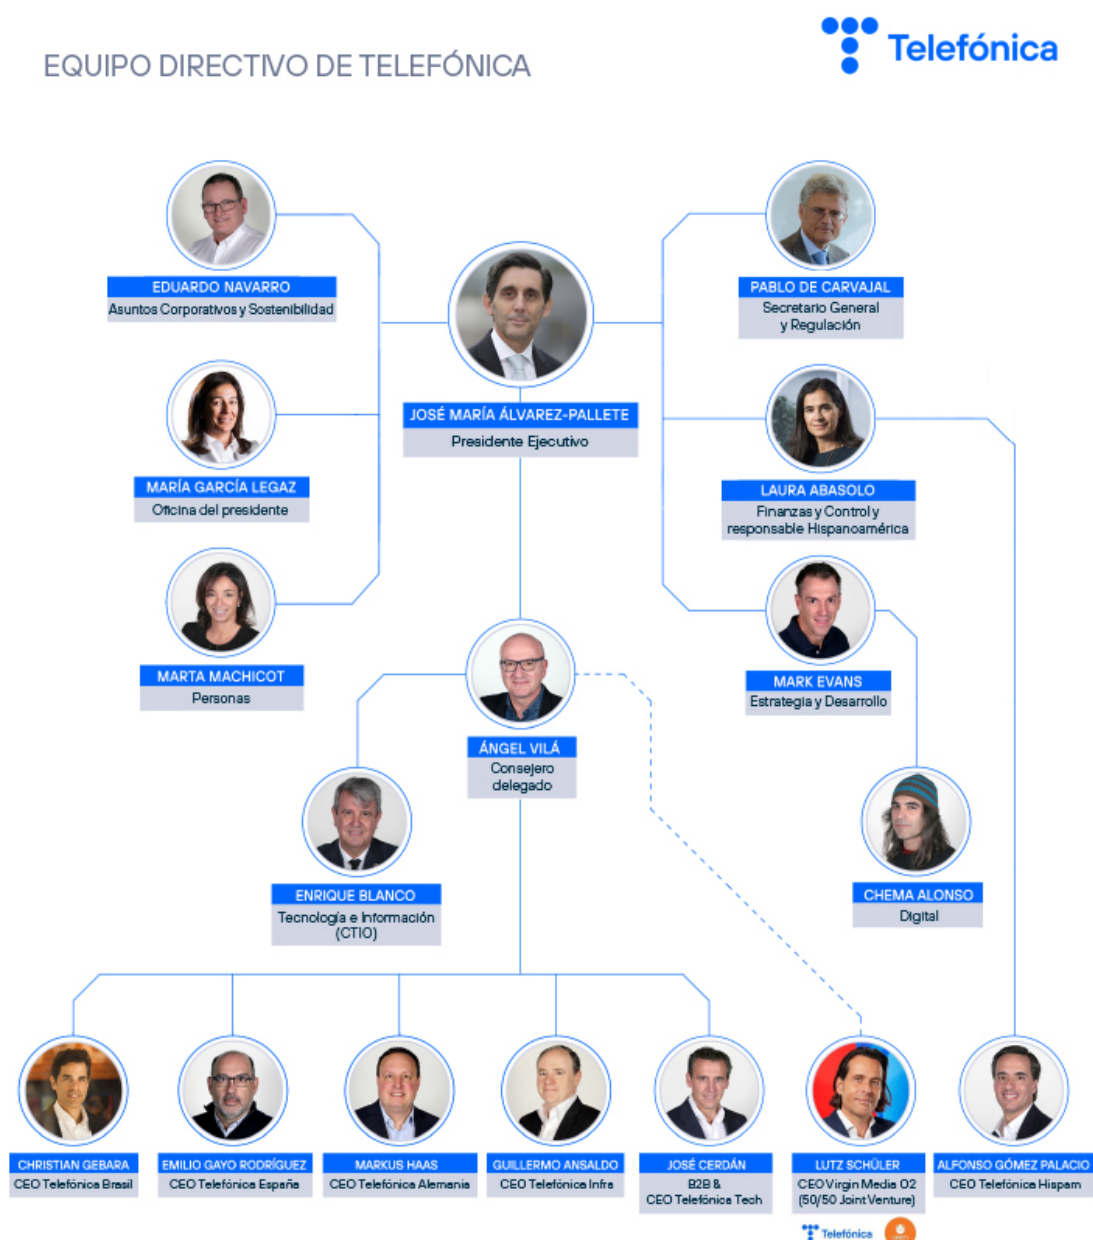 EQUIPO DIRECTIVO DE TELEFÓNICA
Telefónica
EDUARDO NAVARRO
Asuntos Corporativos y Sostenibilidad
PABLO DE CARVAJAL
Secretario General
y Regulación
JOSÉ MARÍA ÁLVAREZ-PALLETE
Presidente Ejecutivo
MARÍA GARCÍA LEGAZ
Oficina del presidente
LAURA ABASOLO
Finanzas y Control y
responsable Hispanoamérica
MARTA MACHICOT
Personas
MARK EVANS
Estrategia y Desarrollo
ÁNGEL VILÁ
Consejero
delegado
ENRIQUE BLANCO
Tecnología e Información
(CTIO)
CHEMA ALONSO
Digital
CHRISTIAN GEBARA
CEO Telefónica Brasil
EMILIO GAYO RODRÍGUEZ
CEO Telefónica España
MARKUS HAAS
CEO Telefónica Alemania
GUILLERMO ANSALDO
CEO Telefónica Infra
JOSÉ CERDÁN
B2B &
CEO Telefónica Tech
LUTZ SCHÜLER
CEO Virgin Media O2
(50/50 Joint Venture)
Telefónica
ALFONSO GÓMEZ PALACIO
CEO Telefónica Hispam